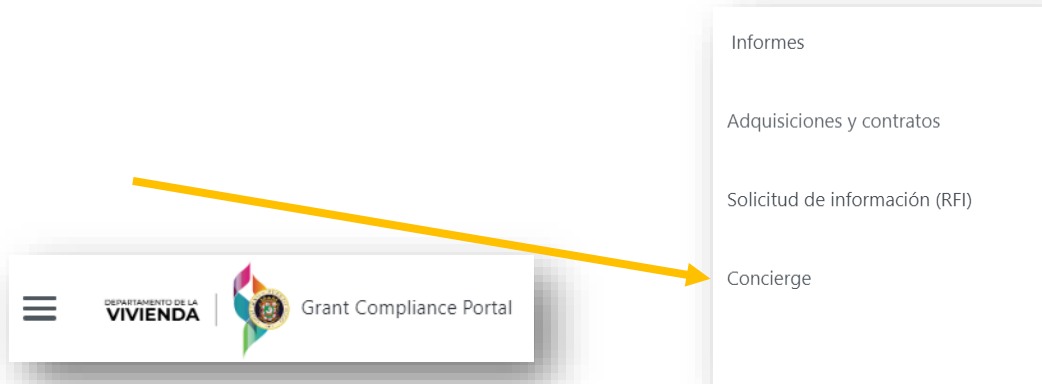 Informes
Adquisiciones y contratos
Solicitud de información (RFI)
Concierge
DEPARTAMENTO DE LA
VIVIENDA
Grant Compliance Portal